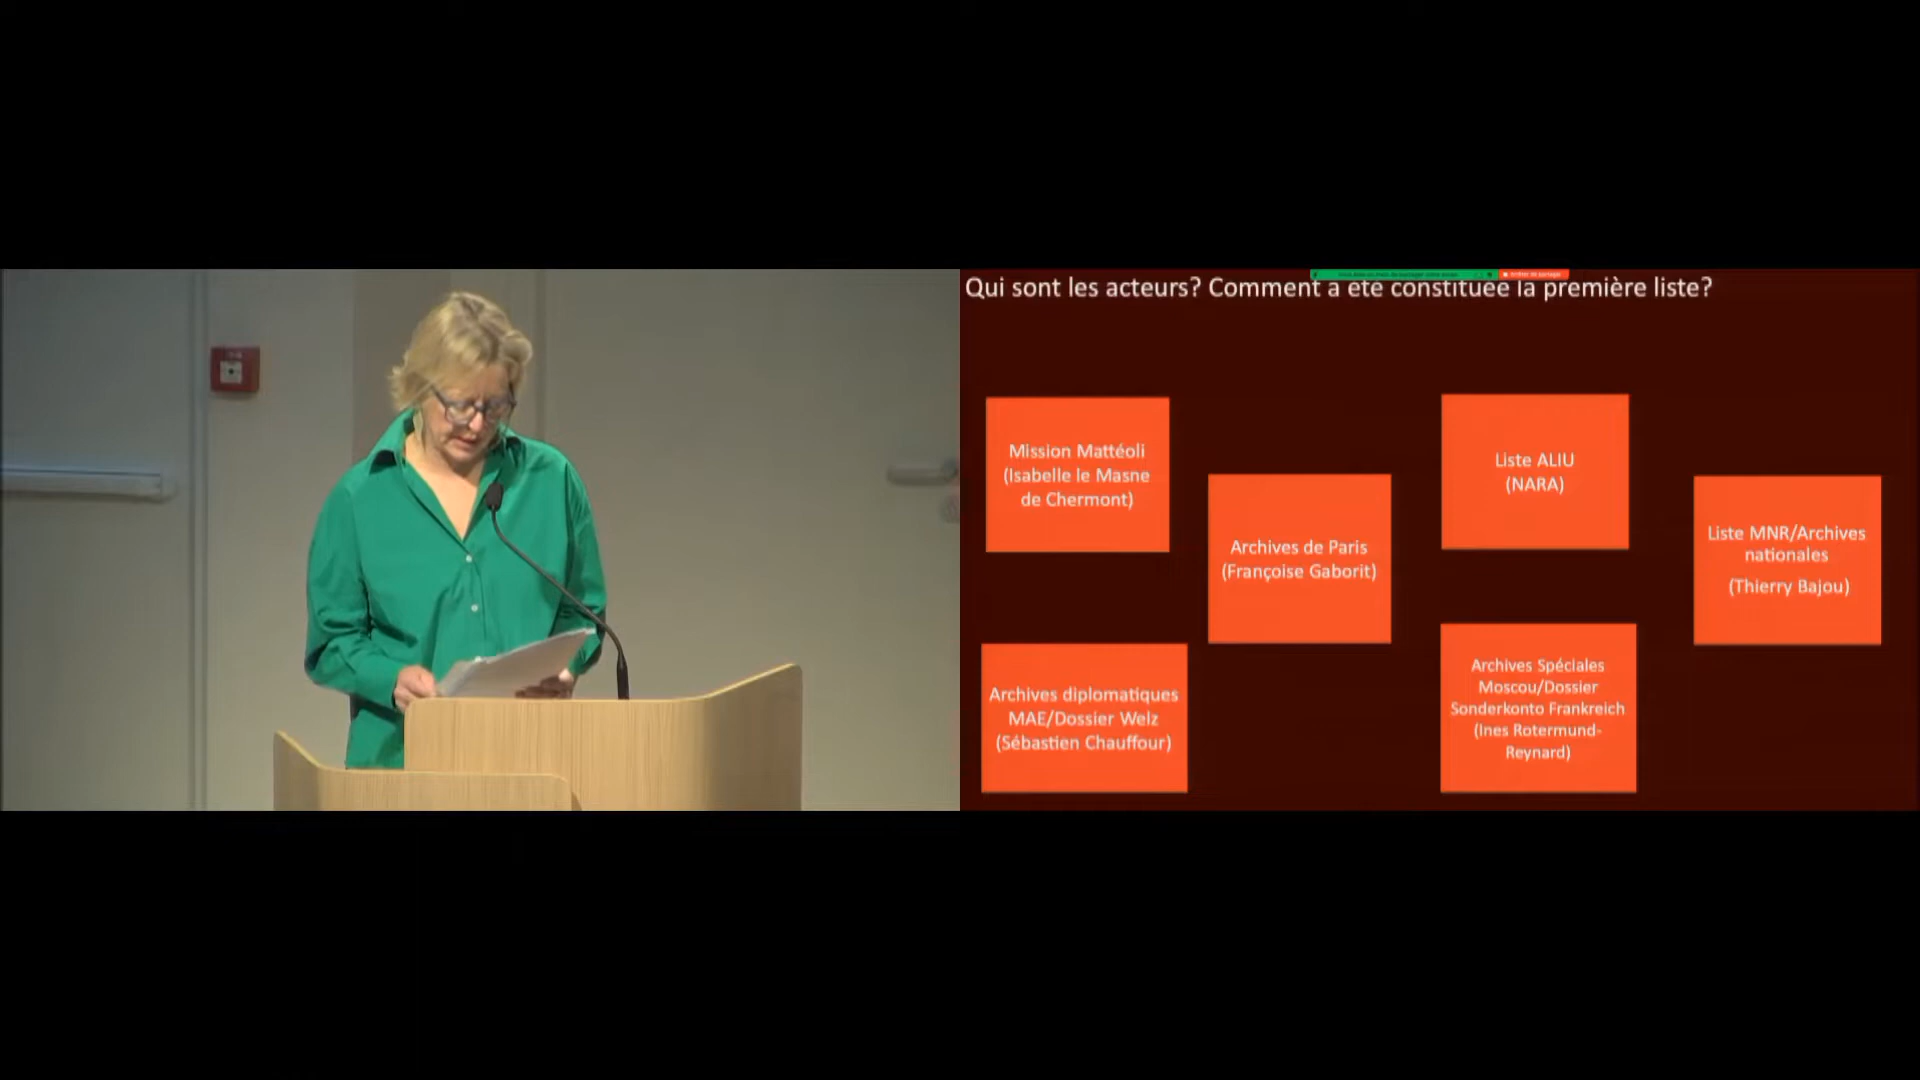 Qui sont les acteurs? Comment a été constituée la première liste?
Mission Mattéoli
(Isabelle le Masne
de Chermont)
Archives de Paris
(Françoise Gaborit)
Liste ALIU
(NARA)
Liste MNR/Archives
nationales
(Thierry Bajou)
Archives diplomatiques
MAE/Dossier Welz
(Sébastien Chauffour)
Archives Spéciales
Moscou/Dossier
Sonderkonto Frankreich
(Ines Rotermund-
Reynard)